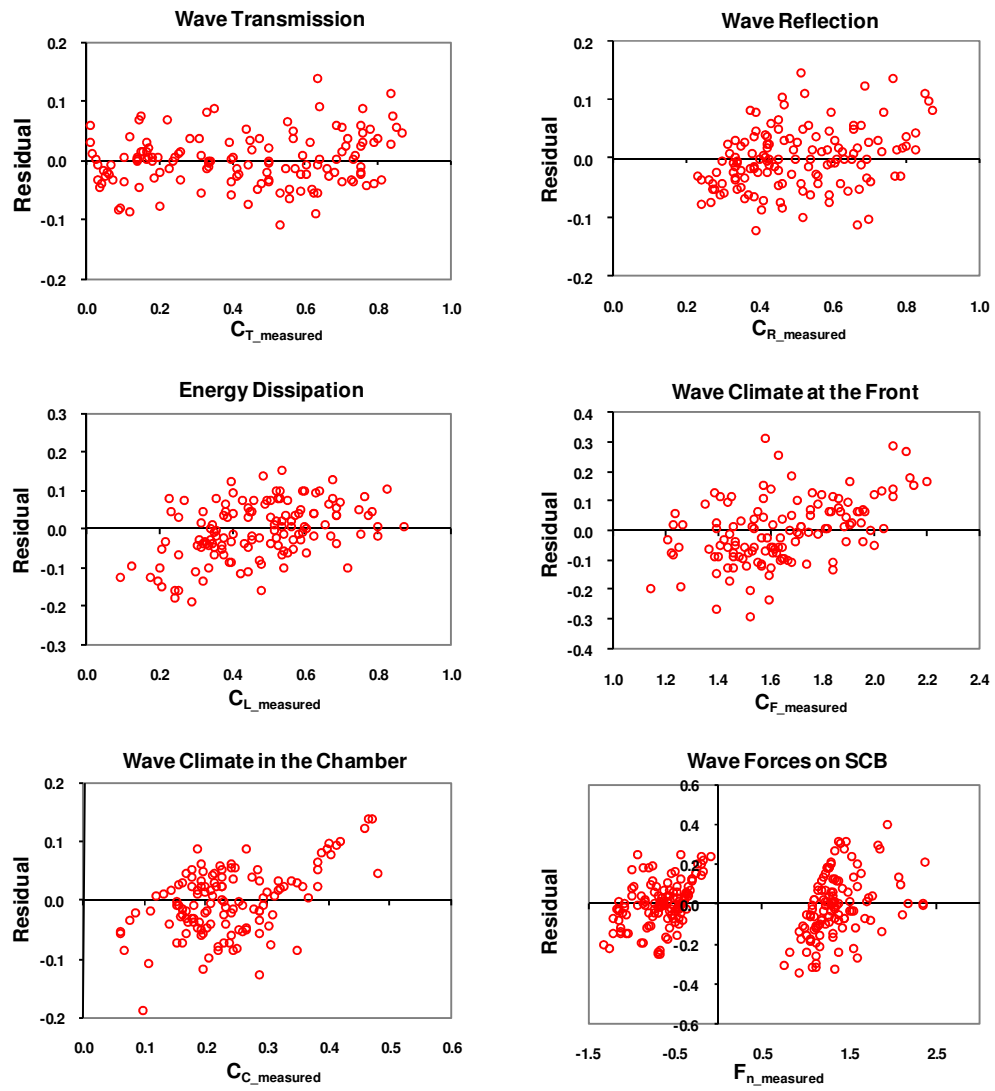 Wave Transmission
0.2
0.1
0.0
-0.1
-0.2
Residual
0.0 0.2 0.4 0.6 0.8 1.0
C_T_measured
Wave Reflection
0.2
0.1
0.0
-0.1
-0.2
Residual
0.0 0.2 0.4 0.6 0.8 1.0
C_R_measured
Energy Dissipation
0.3
0.2
0.1
0.0
-0.1
-0.2
-0.3
Residual
0.0 0.2 0.4 0.6 0.8 1.0
C_L_measured
Wave Climate at the Front
0.4
0.3
0.2
0.1
0.0
-0.1
-0.2
-0.3
-0.4
Residual
1.0 1.2 1.4 1.6 1.8 2.0 2.2 2.4
C_F_measured
Wave Climate in the Chamber
0.2
0.1
0.0
-0.1
-0.2
Residual
0.0 0.1 0.2 0.3 0.4 0.5 0.6
C_C_measured
Wave Forces on SCB
0.6
0.4
0.2
0.0
-0.2
-0.4
-0.6
Residual
-1.5 -0.5 0.5 1.5 2.5
F_n_measured